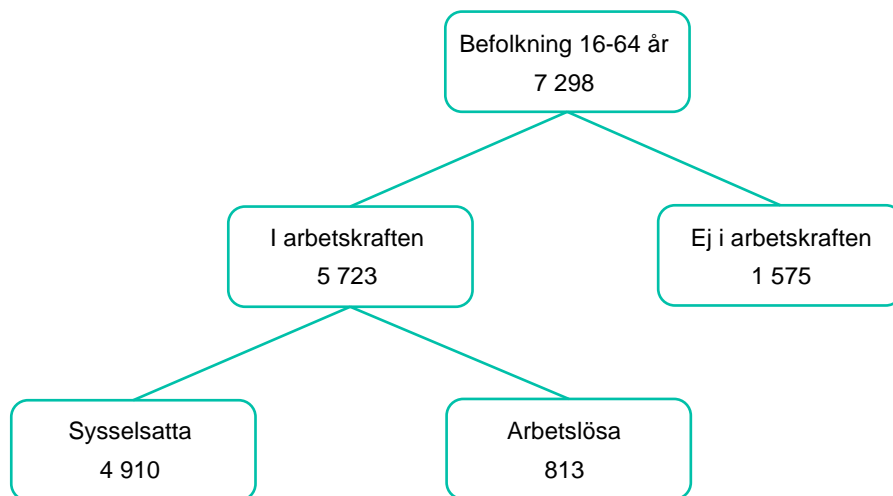 Befolkning 16-64 år
7 298
I arbetskraften
5 723
Ej i arbetskraften
1 575
Sysselsatta
4 910
Arbetslösa
813